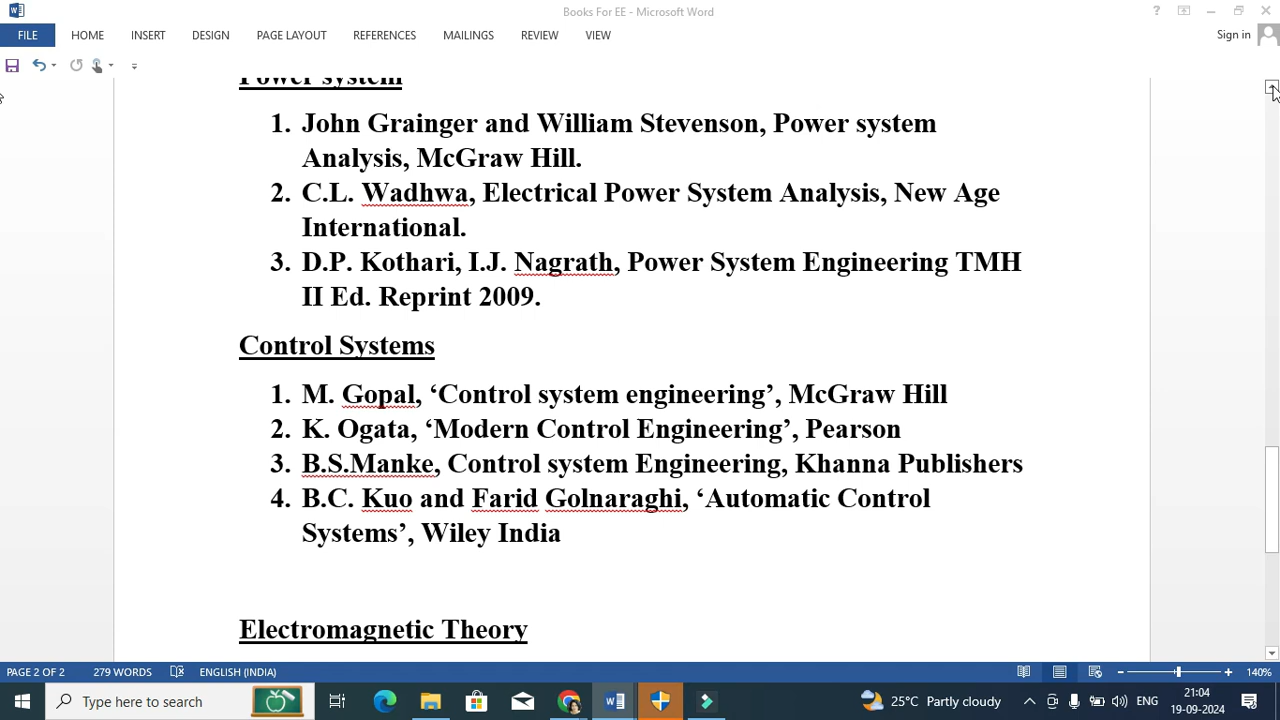 Books For EE - Microsoft Word
?
FILE HOME INSERT DESIGN PAGE LAYOUT REFERENCES MAILINGS REVIEW VIEW Sign in
Power system
1. John Grainger and William Stevenson, Power system
Analysis, McGraw Hill.
2. C.L. Wadhwa, Electrical Power System Analysis, New Age
International.
3. D.P. Kothari, I.J. Nagrath, Power System Engineering TMH
II Ed. Reprint 2009.
Control Systems
1. M. Gopal, ‘Control system engineering’, McGraw Hill
2. K. Ogata, ‘Modern Control Engineering’, Pearson
3. B.S.Manke, Control system Engineering, Khanna Publishers
4. B.C. Kuo and Farid Golnaraghi, ‘Automatic Control
Systems’, Wiley India
Electromagnetic Theory
PAGE 2 OF 2 279 WORDS ENGLISH (INDIA) 140%
Type here to search 25°C Partly cloudy ENG 21:04
19-09-2024